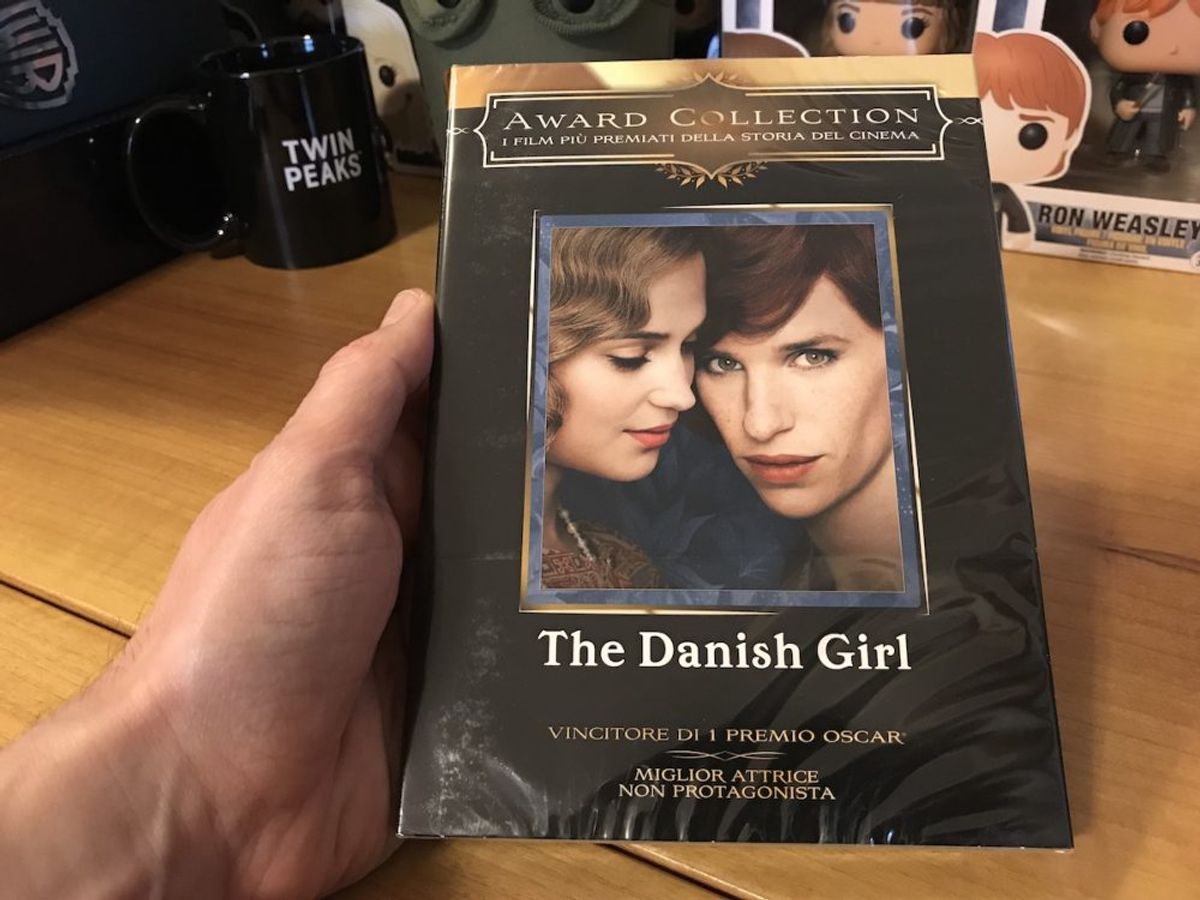 WB
TWIN
PEAKS
AWARD COLLECTION
I FILM PIÙ PREMIATI DELLA STORIA DEL CINEMA
RON WEASLEY
The Danish Girl
VINCITORE DI 1 PREMIO OSCAR®
MIGLIOR ATTRICE
NON PROTAGONISTA